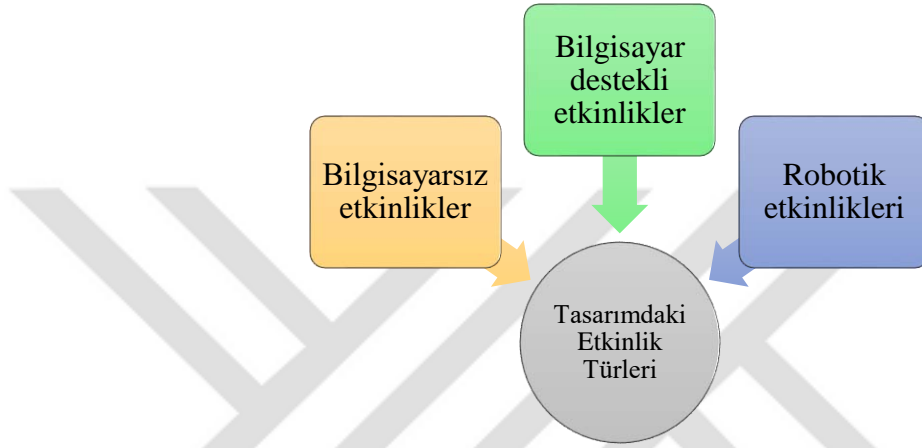 Bilgisayar
destekli
etkinlikler
Bilgisayarsız
etkinlikler
Robotik
etkinlikleri
Tasarımdaki
Etkinlik
Türleri